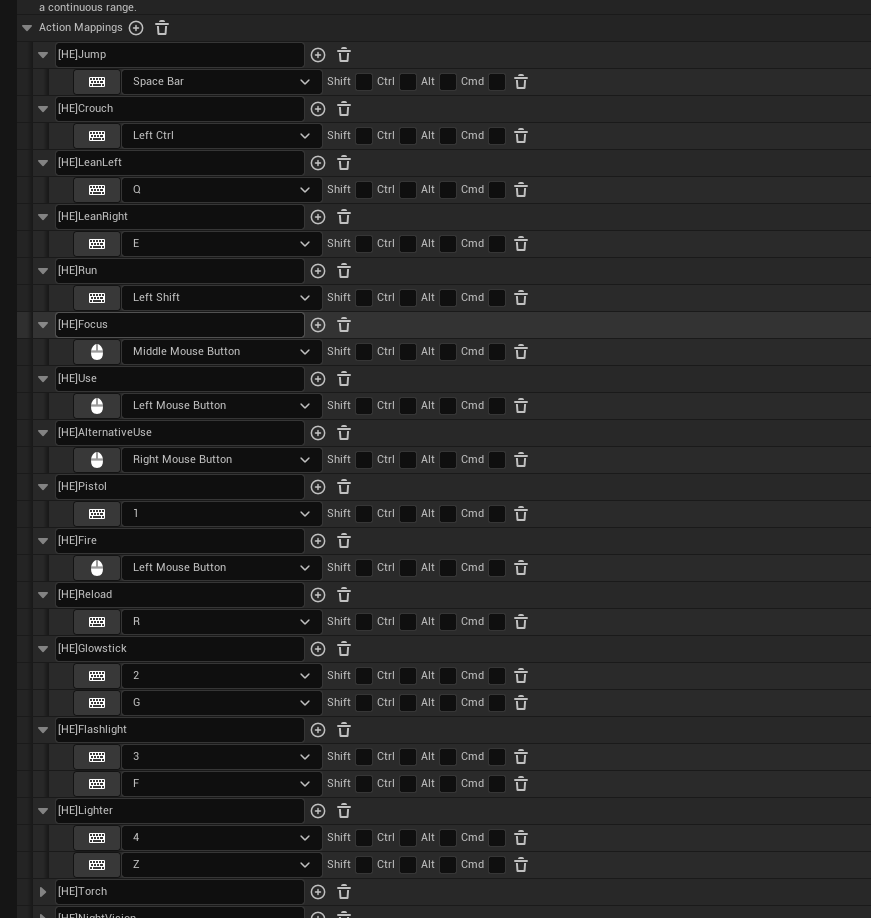 a continuous range.
Action Mappings
[HE]Jump
Space Bar Shift Ctrl Alt Cmd
[HE]Crouch
Left Ctrl Shift Ctrl Alt Cmd
[HE]LeanLeft
Q Shift Ctrl Alt Cmd
[HE]LeanRight
E Shift Ctrl Alt Cmd
[HE]Run
Left Shift Shift Ctrl Alt Cmd
[HE]Focus
Middle Mouse Button Shift Ctrl Alt Cmd
[HE]Use
Left Mouse Button Shift Ctrl Alt Cmd
[HE]AlternativeUse
Right Mouse Button Shift Ctrl Alt Cmd
[HE]Pistol
1 Shift Ctrl Alt Cmd
[HE]Fire
Left Mouse Button Shift Ctrl Alt Cmd
[HE]Reload
R Shift Ctrl Alt Cmd
[HE]Glowstick
2 Shift Ctrl Alt Cmd
G Shift Ctrl Alt Cmd
[HE]Flashlight
3 Shift Ctrl Alt Cmd
F Shift Ctrl Alt Cmd
[HE]Lighter
4 Shift Ctrl Alt Cmd
Z Shift Ctrl Alt Cmd
[HE]Torch
[HE]NightVision